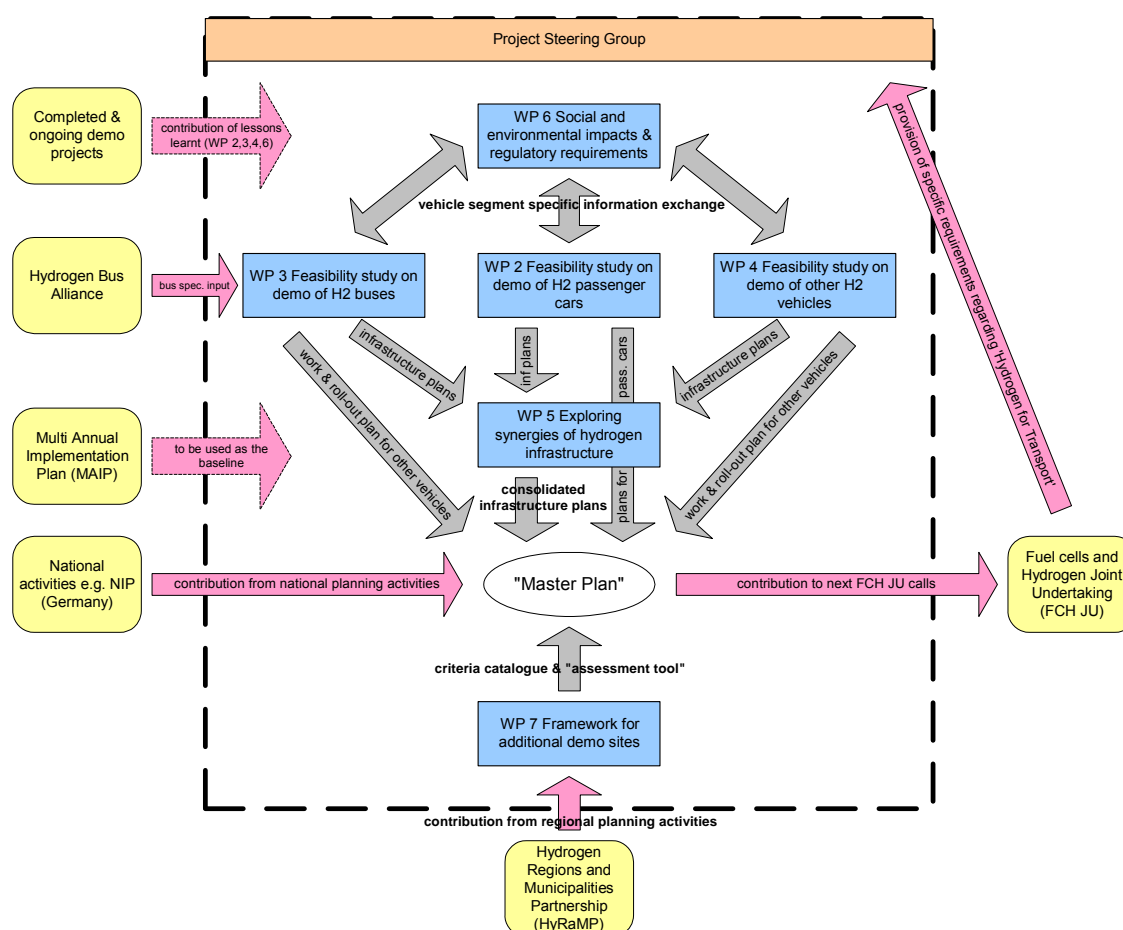 Project Steering Group
Completed &
ongoing demo
projects
contribution of lessons
learnt (WP 2,3,4,6)
WP 6 Social and
environmental impacts &
regulatory requirements
provision of specific requirements regarding 'Hydrogen for Transport'
vehicle segment specific information exchange
Hydrogen Bus
Alliance
bus spec. input
WP 3 Feasibility study on
demo of H2 buses
WP 2 Feasibility study on
demo of H2 passenger
cars
WP 4 Feasibility study on
demo of other H2
vehicles
infrastructure plans
inf plans
plans for
pass. cars
infrastructure plans
work & roll-out plan for other vehicles
work & roll-out plan for other vehicles
WP 5 Exploring
synergies of hydrogen
infrastructure
Multi Annual
Implementation
Plan (MAIP)
to be used as the
baseline
consolidated
infrastructure plans
National
activities e.g. NIP
(Germany)
contribution from national planning activities
"Master Plan"
contribution to next FCH JU calls
Fuel cells and
Hydrogen Joint
Undertaking
(FCH JU)
criteria catalogue & "assessment tool"
WP 7 Framework for
additional demo sites
contribution from regional planning activities
Hydrogen
Regions and
Municipalities
Partnership
(HyRaMP)